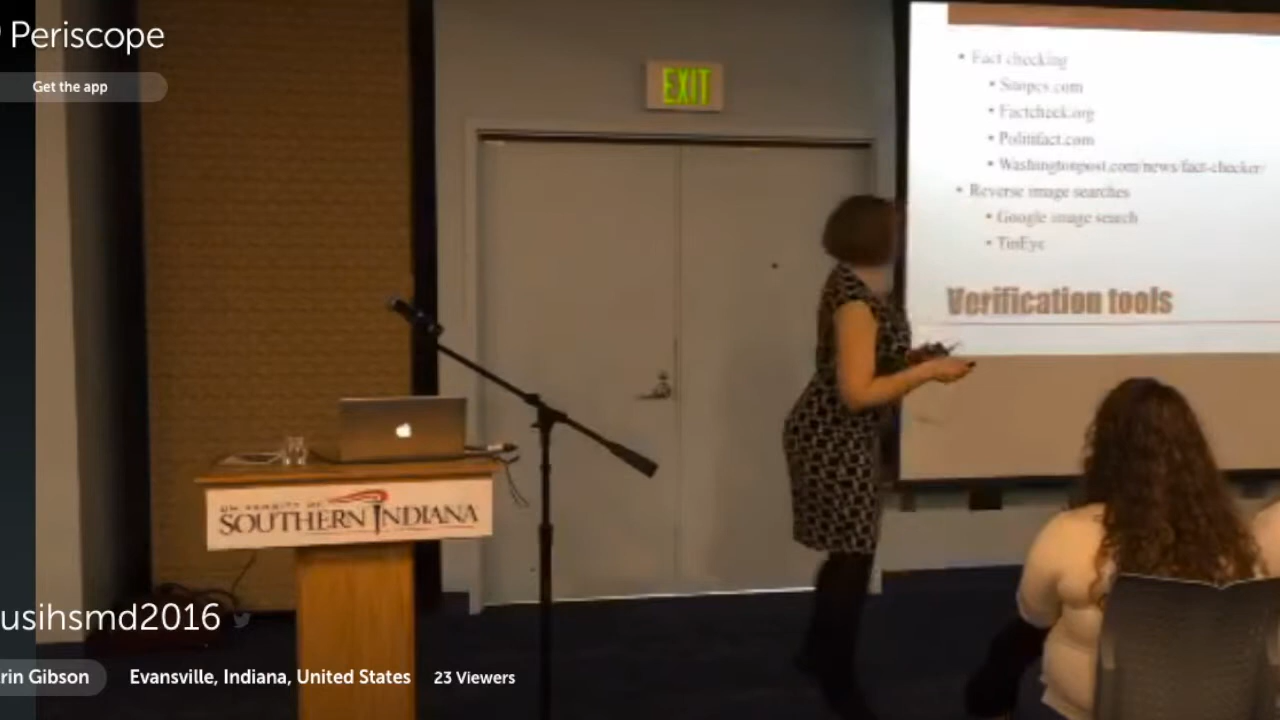 Periscope
Get the app
EXIT
• Fact checking
• Snopes.com
• Factcheck.org
• Politifact.com
• Washingtonpost.com/news/fact-checker/
• Reverse image searches
• Google image search
• TinEye
Verification tools
UNIVERSITY OF
SOUTHERN INDIANA
usihsmd2016
rin Gibson
Evansville, Indiana, United States
23 Viewers